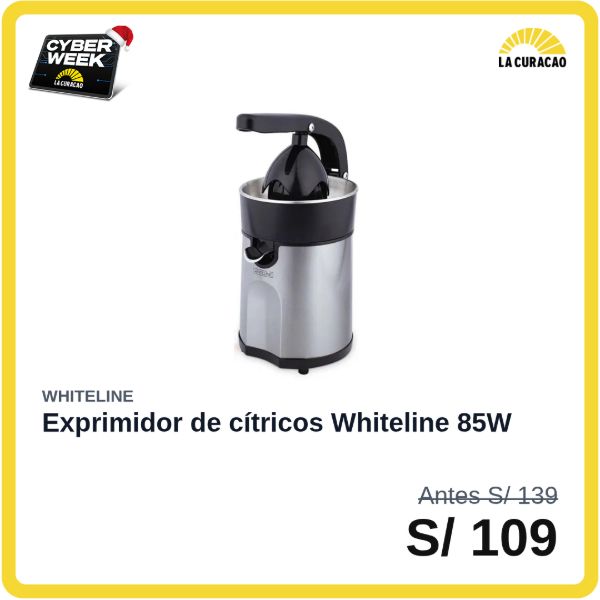 CYBER
WEEK
LA CURACAO
LA CURACAO
WHITELINE
Exprimidor de cítricos Whiteline 85W
Antes S/ 139
S/ 109